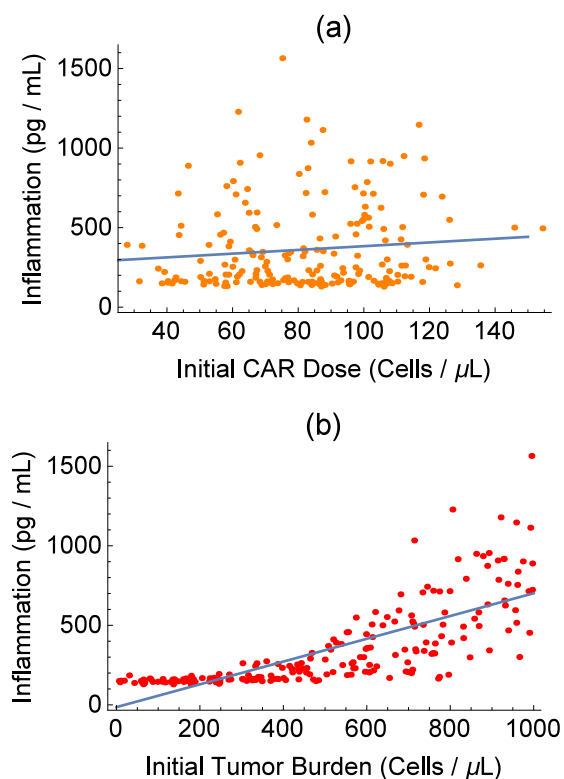 (a)
Inflammation (pg / mL)
1500
1000
500
0
40 60 80 100 120 140
Initial CAR Dose (Cells / μL)
(b)
Inflammation (pg / mL)
1500
1000
500
0
0 200 400 600 800 1000
Initial Tumor Burden (Cells / μL)